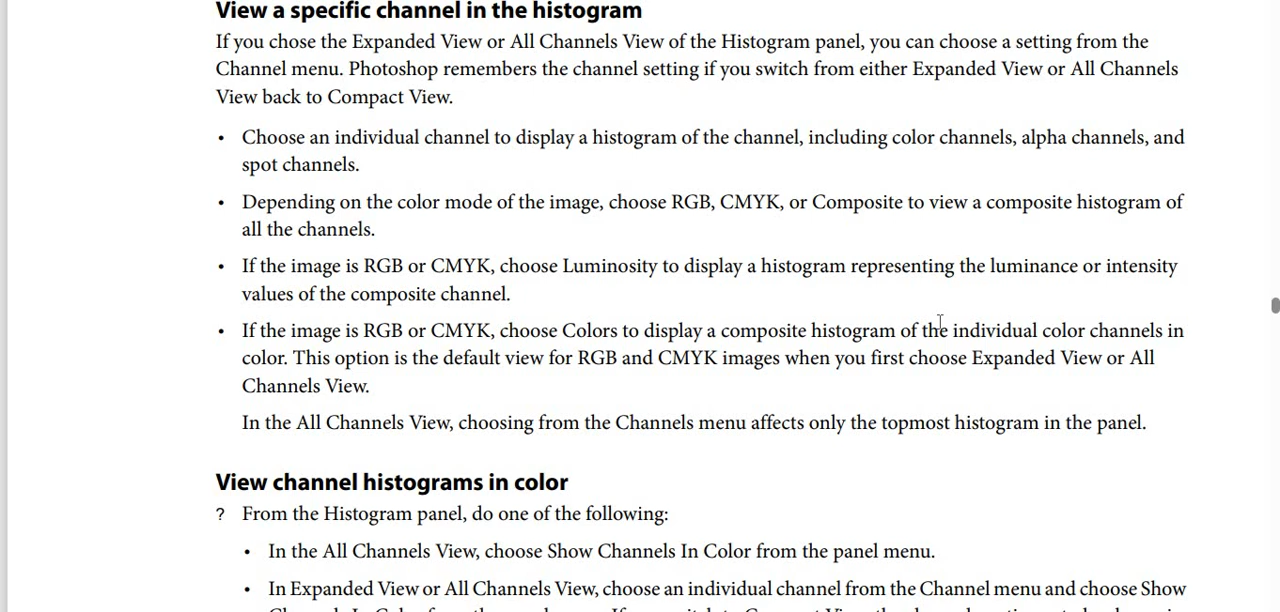 View a specific channel in the histogram
If you chose the Expanded View or All Channels View of the Histogram panel, you can choose a setting from the
Channel menu. Photoshop remembers the channel setting if you switch from either Expanded View or All Channels
View back to Compact View.
• Choose an individual channel to display a histogram of the channel, including color channels, alpha channels, and
spot channels.
• Depending on the color mode of the image, choose RGB, CMYK, or Composite to view a composite histogram of
all the channels.
• If the image is RGB or CMYK, choose Luminosity to display a histogram representing the luminance or intensity
values of the composite channel.
• If the image is RGB or CMYK, choose Colors to display a composite histogram of the individual color channels in
color. This option is the default view for RGB and CMYK images when you first choose Expanded View or All
Channels View.
In the All Channels View, choosing from the Channels menu affects only the topmost histogram in the panel.
View channel histograms in color
? From the Histogram panel, do one of the following:
• In the All Channels View, choose Show Channels In Color from the panel menu.
• In Expanded View or All Channels View, choose an individual channel from the Channel menu and choose Show